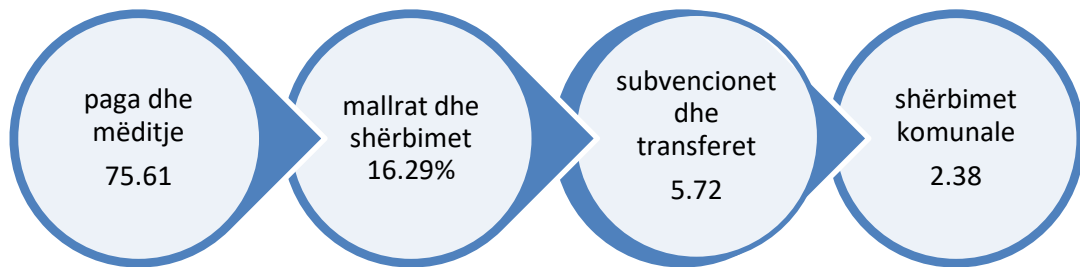 paga dhe
mëditje
75.61
mallrat dhe
shërbimet
16.29%
subvencionet
dhe
transferet
5.72
shërbimet
komunale
2.38